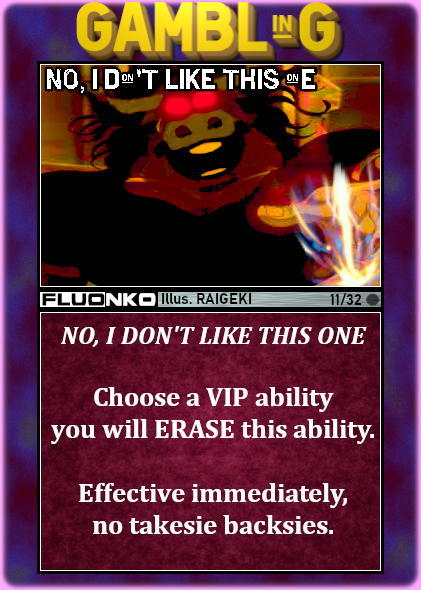 GAMBLinG
NO, I DON'T LIKE THIS ONE
FLUONKO Illus. RAIGEKI 11/32
NO, I DON'T LIKE THIS ONE
Choose a VIP ability
you will ERASE this ability.
Effective immediately,
no takesie backsies.